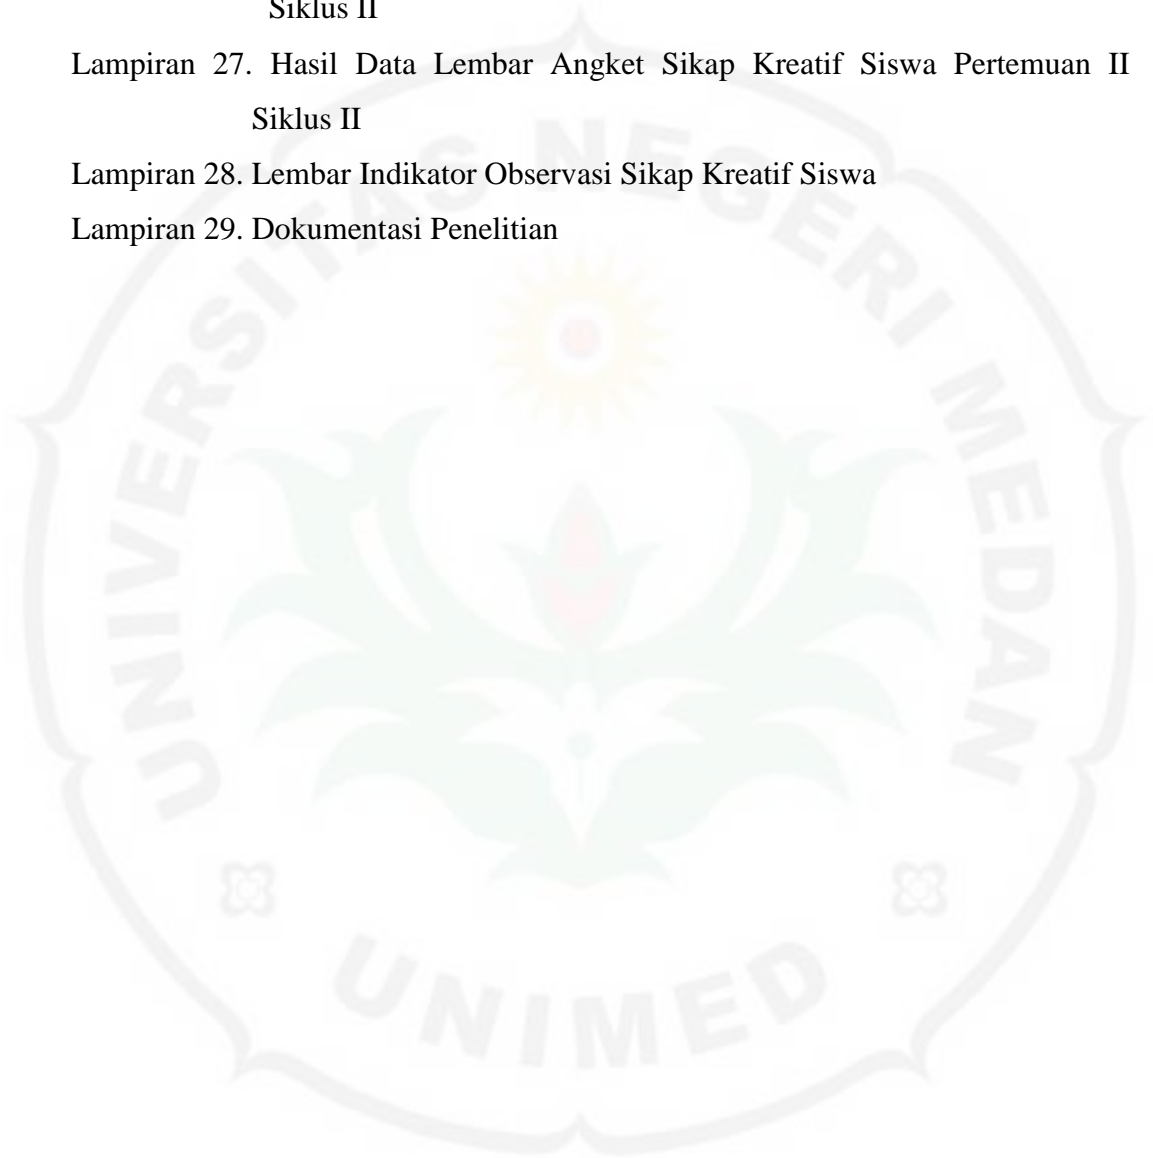 Siklus II
Lampiran 27. Hasil Data Lembar Angket Sikap Kreatif Siswa Pertemuan II
Siklus II
Lampiran 28. Lembar Indikator Observasi Sikap Kreatif Siswa
Lampiran 29. Dokumentasi Penelitian
UNIVERSITAS NEGERI MEDAN
UNIMED